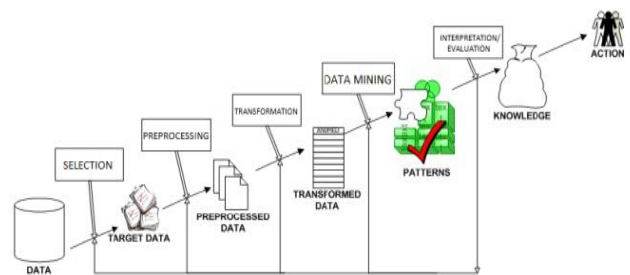 INTERPRETATION/
EVALUATION
ACTION
DATA MINING
KNOWLEDGE
TRANSFORMATION
PREPROCESSING
PATTERNS
SELECTION
TRANSFORMED
DATA
PREPROCESSED
DATA
TARGET DATA
DATA